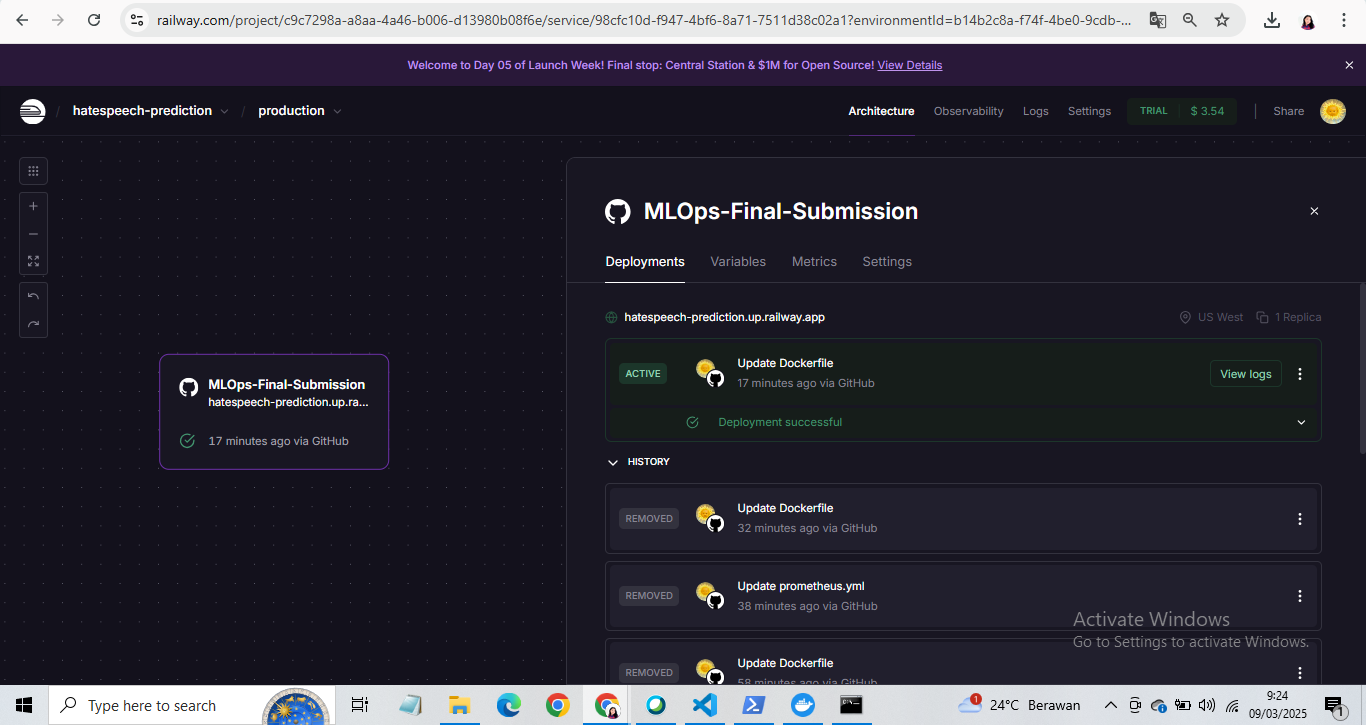 railway.com/project/c9c7298a-a8aa-4a46-b006-d13980b08f6e/service/98cfc10d-f947-4bf6-8a71-7511d38c02a1?environmentId=b14b2c8a-f74f-4be0-9cdb-...
Welcome to Day 05 of Launch Week! Final stop: Central Station & $1M for Open Source! View Details
/ hatespeech-prediction / production
Architecture Observability Logs Settings TRIAL $ 3.54 Share
MLOps-Final-Submission
Deployments Variables Metrics Settings
hatespeech-prediction.up.railway.app US West 1 Replica
ACTIVE
Update Dockerfile
17 minutes ago via GitHub
View logs
Deployment successful
HISTORY
REMOVED
Update Dockerfile
32 minutes ago via GitHub
REMOVED
Update prometheus.yml
38 minutes ago via GitHub
REMOVED
Update Dockerfile
58 minutes ago via GitHub
MLOps-Final-Submission
hatespeech-prediction.up.ra...
17 minutes ago via GitHub
Activate Windows
Go to Settings to activate Windows.
Type here to search
1
24°C Berawan
9:24
09/03/2025
1